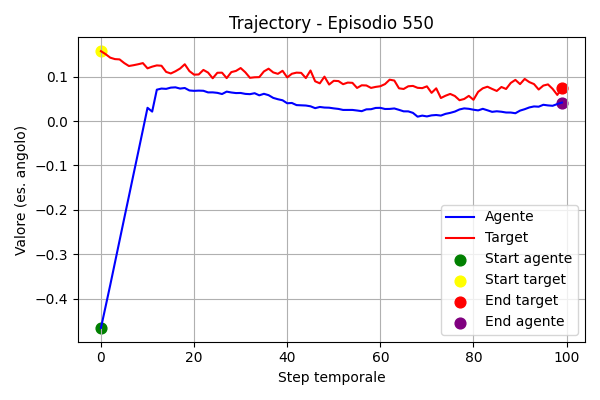 Trajectory - Episodio 550
Valore (es. angolo)
0.1
0.0
−0.1
−0.2
−0.3
−0.4
0
20
40
60
80
100
Step temporale
Agente
Target
Start agente
Start target
End target
End agente